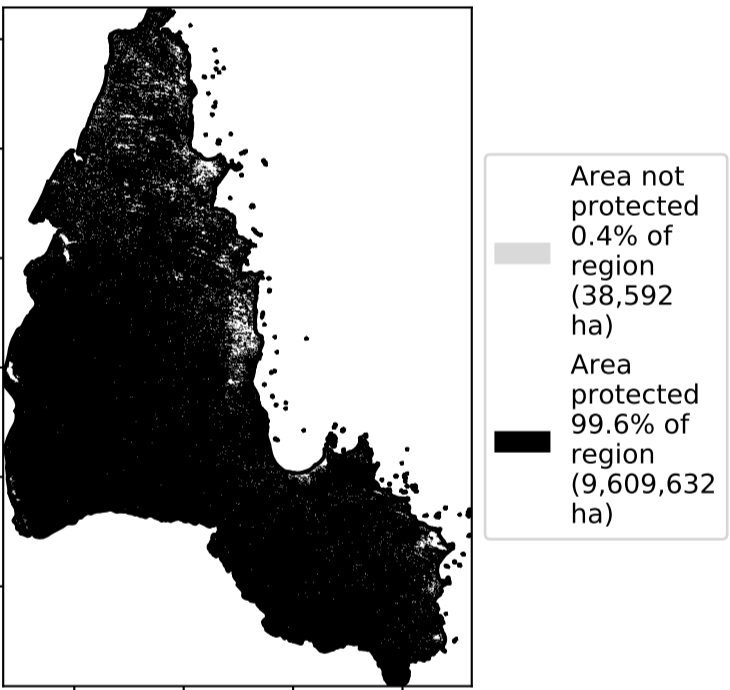 Area not
protected
0.4% of
region
(38,592
ha)
Area
protected
99.6% of
region
(9,609,632
ha)